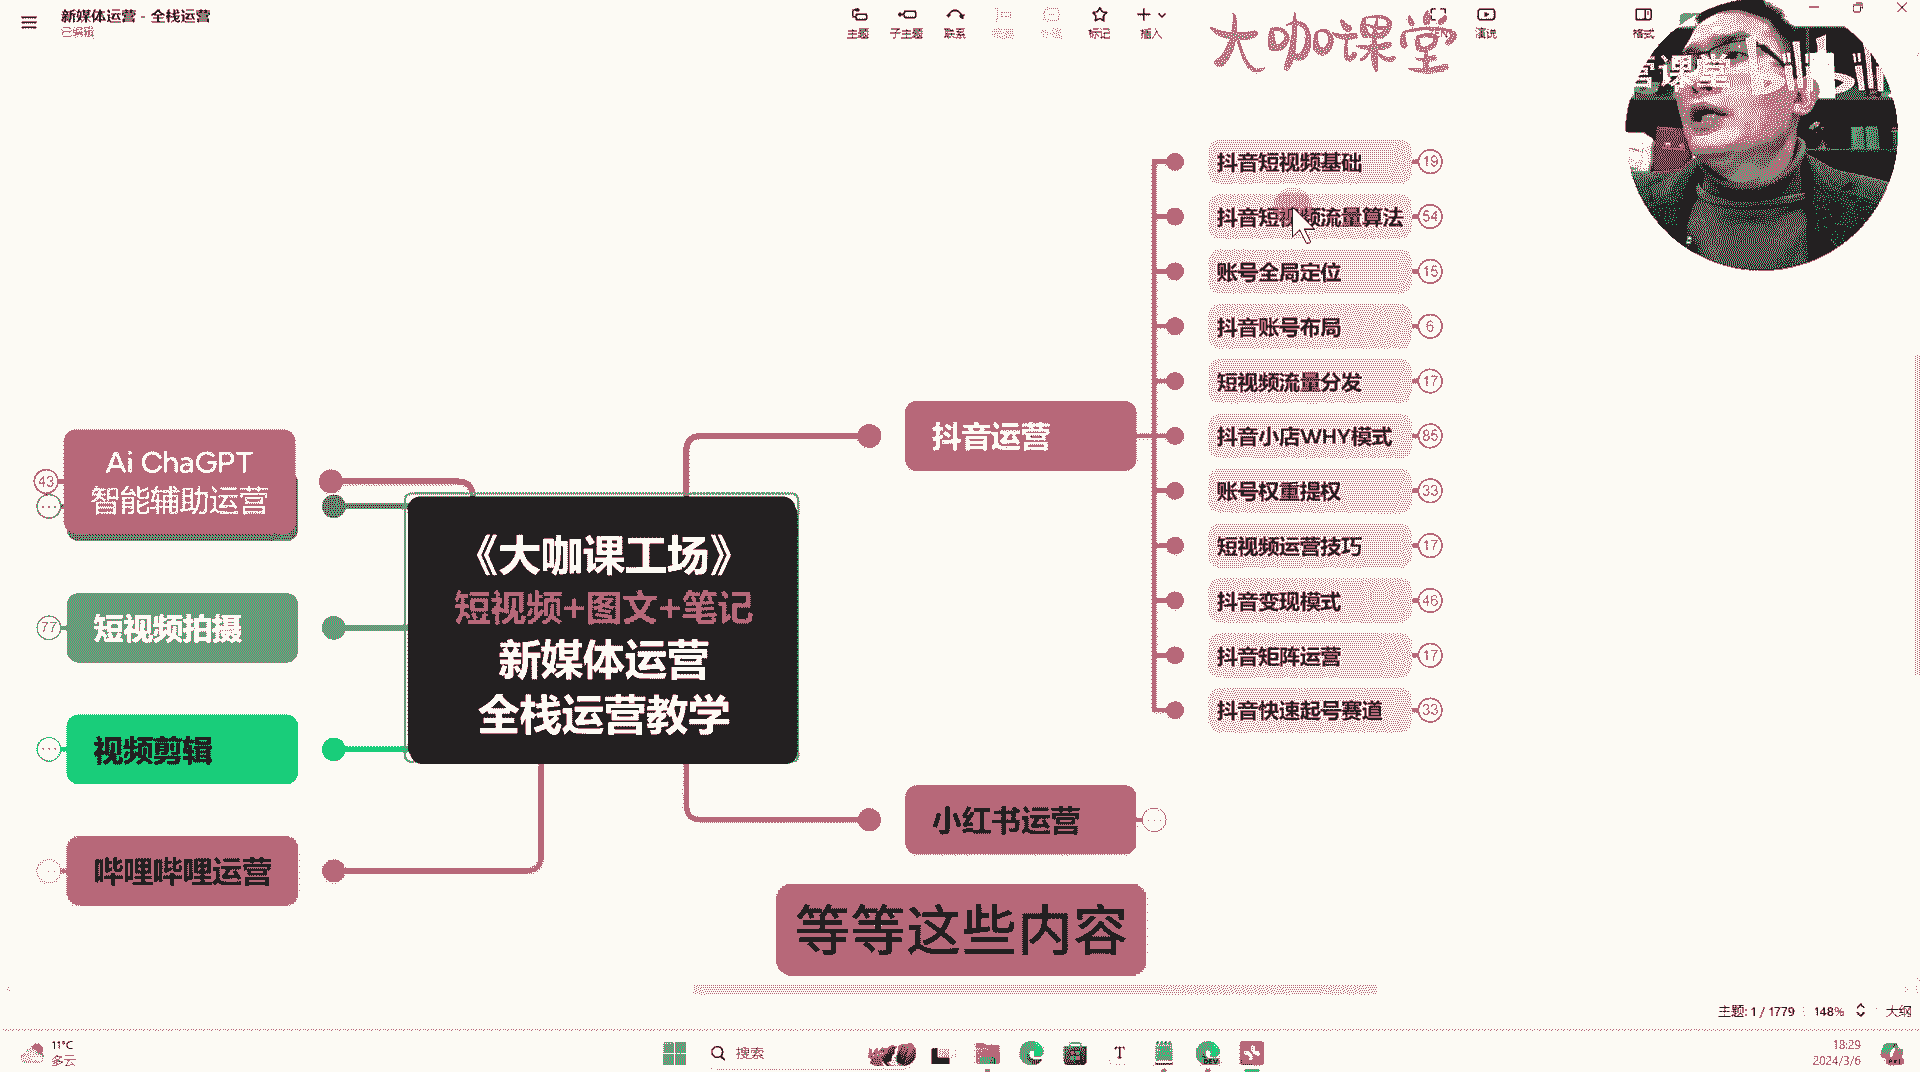 新媒体运营 - 全栈运营
已编辑
主题
子主题
联系
标记
插入
演说
格式
大咖课堂
课堂 bilibili
抖音短视频基础 19
抖音短视频流量算法 54
账号全局定位 15
抖音账号布局 6
短视频流量分发 17
抖音小店WHY模式 85
账号权重提权 33
短视频运营技巧 17
抖音变现模式 46
抖音矩阵运营 17
抖音快速起号赛道 33
抖音运营
Ai ChaGPT
智能辅助运营
43
短视频拍摄
77
视频剪辑
哔哩哔哩运营
《大咖课工场》
短视频+图文+笔记
新媒体运营
全栈运营教学
小红书运营
等等这些内容
主题: 1 / 1779
148%
大纲
11°C
多云
搜索
18:29
2024/3/6